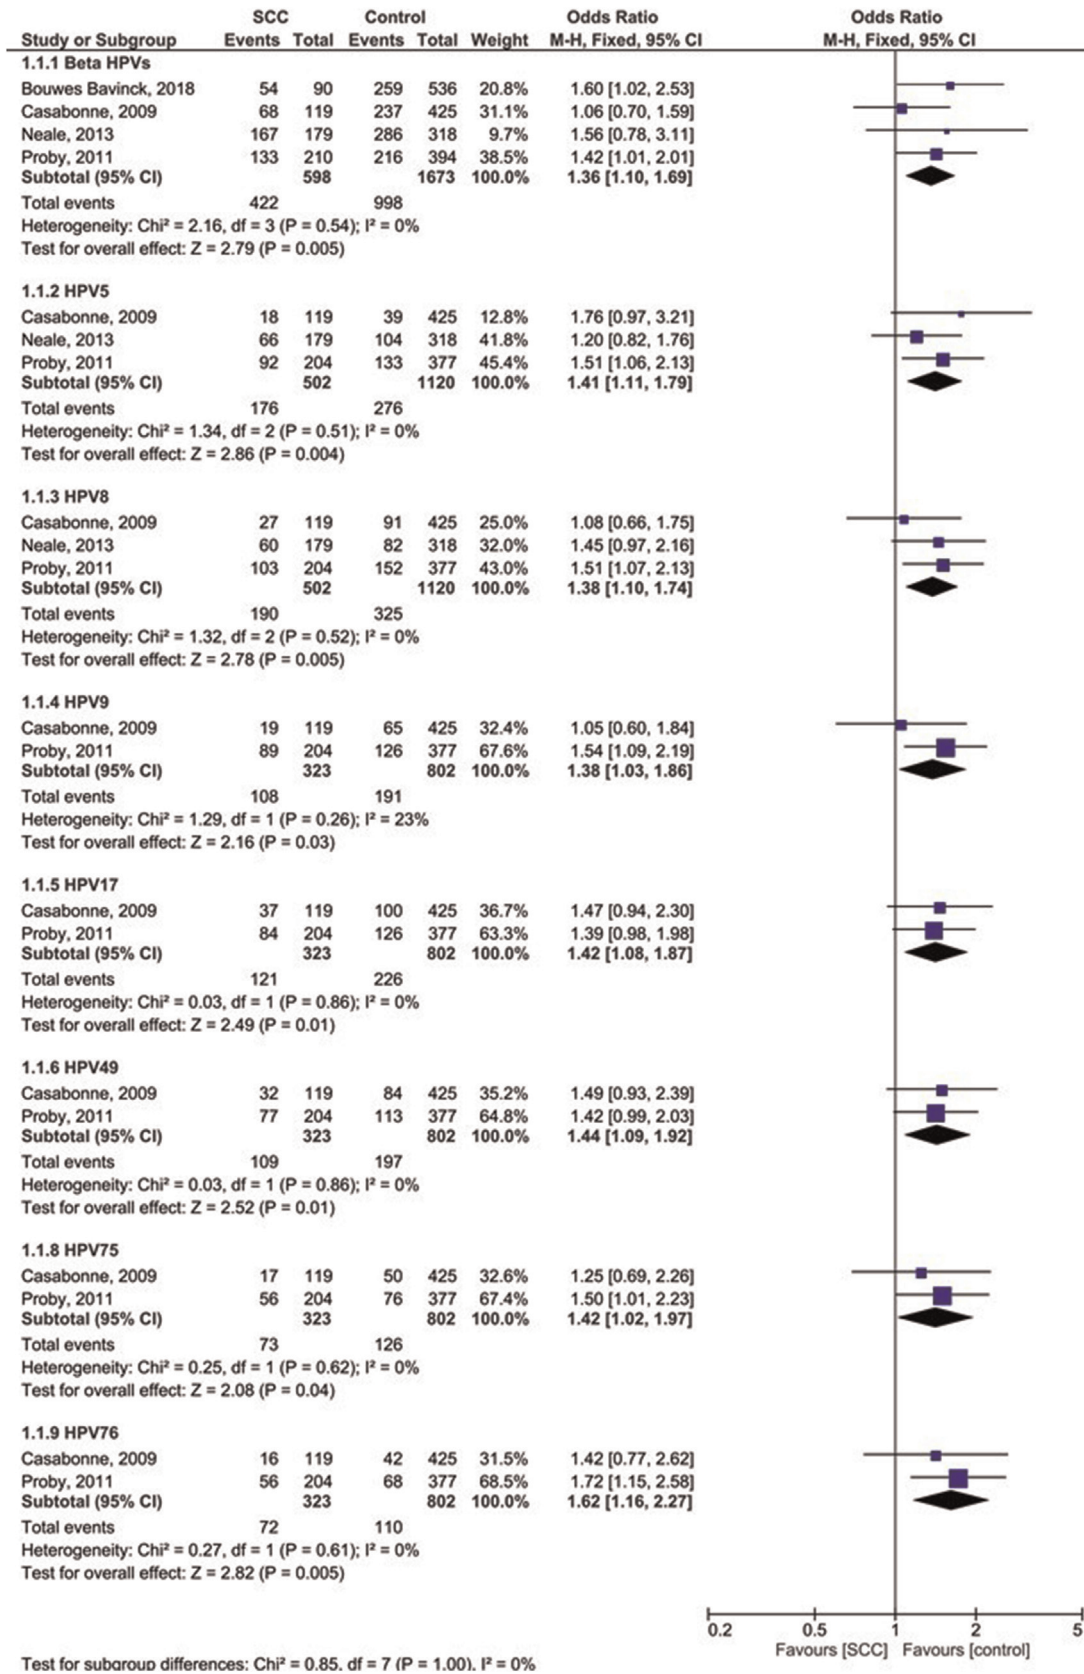 SCC Control Odds Ratio Odds Ratio
Study or Subgroup Events Total Events Total Weight M-H, Fixed, 95% CI M-H, Fixed, 95% CI
1.1.1 Beta HPVs
Bouwes Bavinck, 2018 54 90 259 536 20.8% 1.60 [1.02, 2.53]
Casabonne, 2009 68 119 237 425 31.1% 1.06 [0.70, 1.59]
Neale, 2013 167 179 286 318 9.7% 1.56 [0.78, 3.11]
Proby, 2011 133 210 216 394 38.5% 1.42 [1.01, 2.01]
Subtotal (95% CI) 598 1673 100.0% 1.36 [1.10, 1.69]
Total events 422 998
Heterogeneity: Chi² = 2.16, df = 3 (P = 0.54); I² = 0%
Test for overall effect: Z = 2.79 (P = 0.005)
1.1.2 HPV5
Casabonne, 2009 18 119 39 425 12.8% 1.76 [0.97, 3.21]
Neale, 2013 66 179 104 318 41.8% 1.20 [0.82, 1.76]
Proby, 2011 92 204 133 377 45.4% 1.51 [1.06, 2.13]
Subtotal (95% CI) 502 1120 100.0% 1.41 [1.11, 1.79]
Total events 176 276
Heterogeneity: Chi² = 1.34, df = 2 (P = 0.51); I² = 0%
Test for overall effect: Z = 2.86 (P = 0.004)
1.1.3 HPV8
Casabonne, 2009 27 119 91 425 25.0% 1.08 [0.66, 1.75]
Neale, 2013 60 179 82 318 32.0% 1.45 [0.97, 2.16]
Proby, 2011 103 204 152 377 43.0% 1.51 [1.07, 2.13]
Subtotal (95% CI) 502 1120 100.0% 1.38 [1.10, 1.74]
Total events 190 325
Heterogeneity: Chi² = 1.32, df = 2 (P = 0.52); I² = 0%
Test for overall effect: Z = 2.78 (P = 0.005)
1.1.4 HPV9
Casabonne, 2009 19 119 65 425 32.4% 1.05 [0.60, 1.84]
Proby, 2011 89 204 126 377 67.6% 1.54 [1.09, 2.19]
Subtotal (95% CI) 323 802 100.0% 1.38 [1.03, 1.86]
Total events 108 191
Heterogeneity: Chi² = 1.29, df = 1 (P = 0.26); I² = 23%
Test for overall effect: Z = 2.16 (P = 0.03)
1.1.5 HPV17
Casabonne, 2009 37 119 100 425 36.7% 1.47 [0.94, 2.30]
Proby, 2011 84 204 126 377 63.3% 1.39 [0.98, 1.98]
Subtotal (95% CI) 323 802 100.0% 1.42 [1.08, 1.87]
Total events 121 226
Heterogeneity: Chi² = 0.03, df = 1 (P = 0.86); I² = 0%
Test for overall effect: Z = 2.49 (P = 0.01)
1.1.6 HPV49
Casabonne, 2009 32 119 84 425 35.2% 1.49 [0.93, 2.39]
Proby, 2011 77 204 113 377 64.8% 1.42 [0.99, 2.03]
Subtotal (95% CI) 323 802 100.0% 1.44 [1.09, 1.92]
Total events 109 197
Heterogeneity: Chi² = 0.03, df = 1 (P = 0.86); I² = 0%
Test for overall effect: Z = 2.52 (P = 0.01)
1.1.8 HPV75
Casabonne, 2009 17 119 50 425 32.6% 1.25 [0.69, 2.26]
Proby, 2011 56 204 76 377 67.4% 1.50 [1.01, 2.23]
Subtotal (95% CI) 323 802 100.0% 1.42 [1.02, 1.97]
Total events 73 126
Heterogeneity: Chi² = 0.25, df = 1 (P = 0.62); I² = 0%
Test for overall effect: Z = 2.08 (P = 0.04)
1.1.9 HPV76
Casabonne, 2009 16 119 42 425 31.5% 1.42 [0.77, 2.62]
Proby, 2011 56 204 68 377 68.5% 1.72 [1.15, 2.58]
Subtotal (95% CI) 323 802 100.0% 1.62 [1.16, 2.27]
Total events 72 110
Heterogeneity: Chi² = 0.27, df = 1 (P = 0.61); I² = 0%
Test for overall effect: Z = 2.82 (P = 0.005)
0.2 0.5 1 2 5
Favours [SCC] Favours [control]
Test for subgroup differences: Chi² = 0.85, df = 7 (P = 1.00), I² = 0%